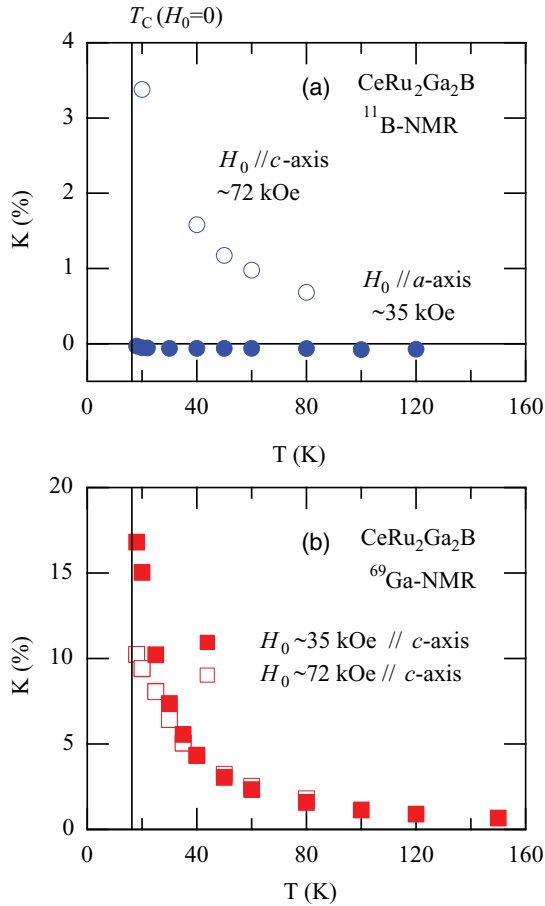 T_C (H_0=0)
4
3
2
1
0
K (%)
(a)
CeRu_2Ga_2B
^11B-NMR
H_0 //c-axis
~72 kOe
H_0 //a-axis
~35 kOe
0 40 80 120 160
T (K)
20
15
10
5
0
K (%)
(b)
CeRu_2Ga_2B
^69Ga-NMR
H_0 ~35 kOe // c-axis
H_0 ~72 kOe // c-axis
0 40 80 120 160
T (K)